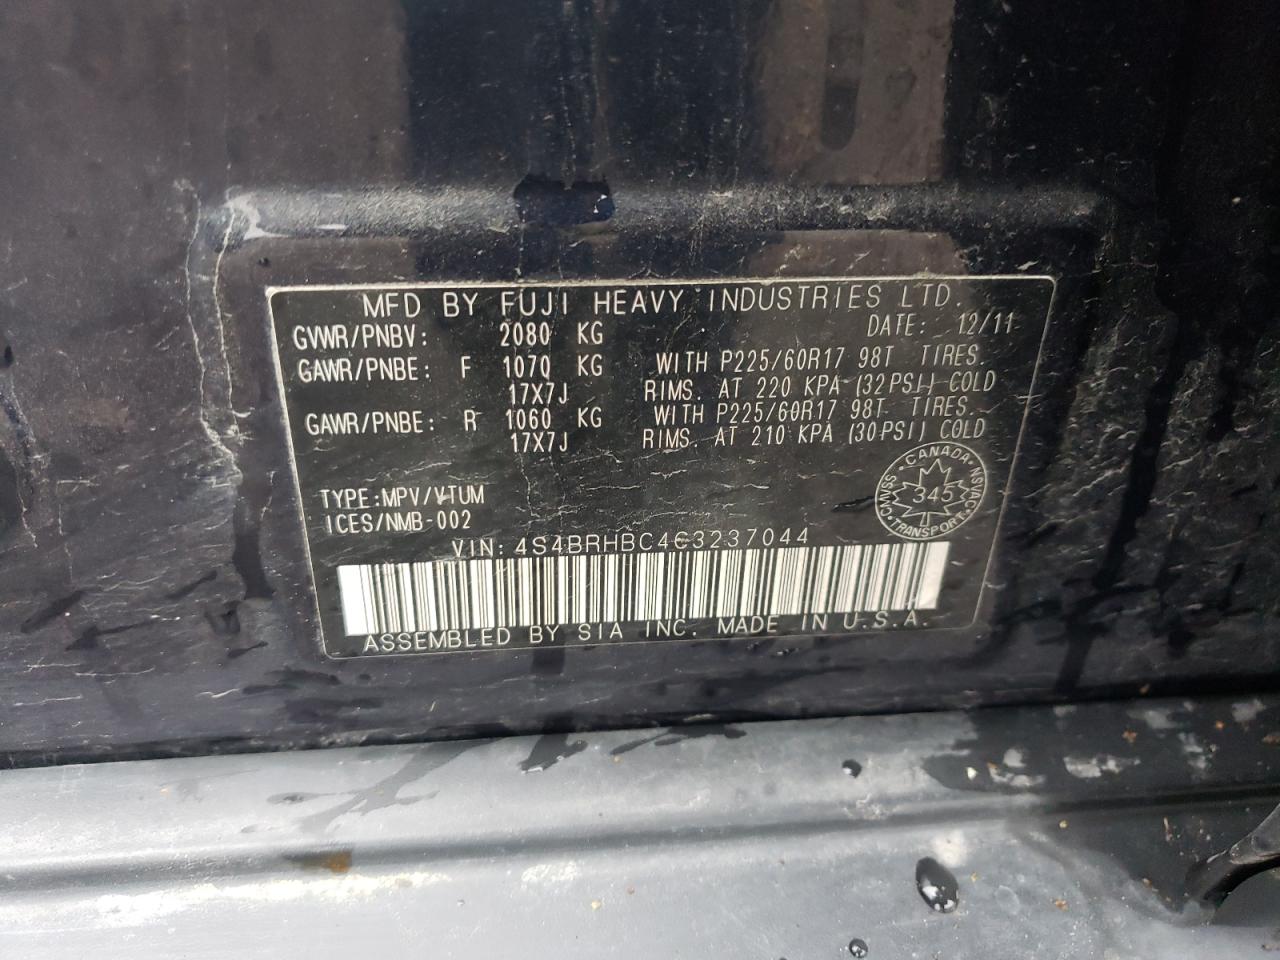 MFD BY FUJI HEAVY INDUSTRIES LTD.
GVWR/PNBV: 2080 KG DATE: 12/11
GAWR/PNBE: F 1070 KG WITH P225/60R17 98T TIRES.
17X7J RIMS. AT 220 KPA (32PSI) COLD
GAWR/PNBE: R 1060 KG WITH P225/60R17 98T TIRES.
17X7J RIMS. AT 210 KPA (30PSI) COLD
CANADA
CMVSS 345 NSVAC
TRANSPORT
TYPE:MPV/VTUM
ICES/NMB-002
VIN: 4S4BRHBC4C3237044
ASSEMBLED BY SIA INC. MADE IN U.S.A.